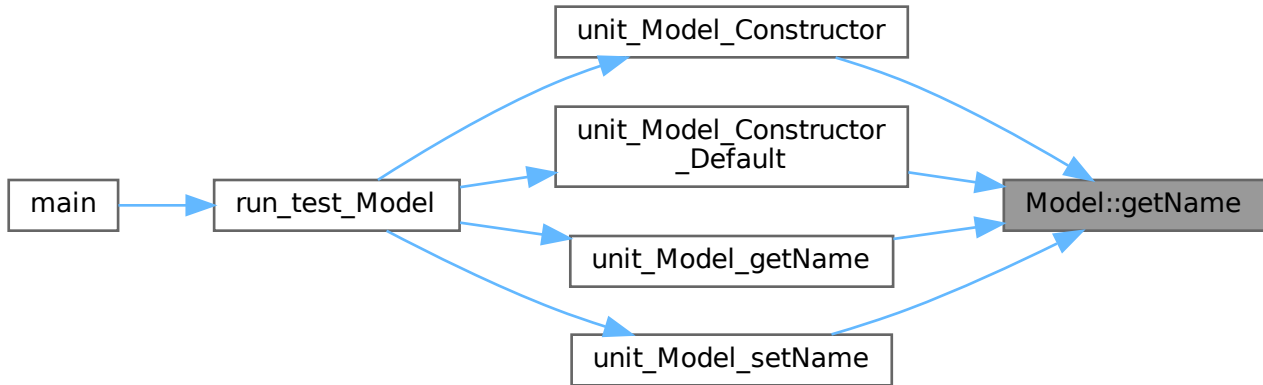 unit_Model_Constructor
unit_Model_Constructor
_Default
main
run_test_Model
Model::getName
unit_Model_getName
unit_Model_setName